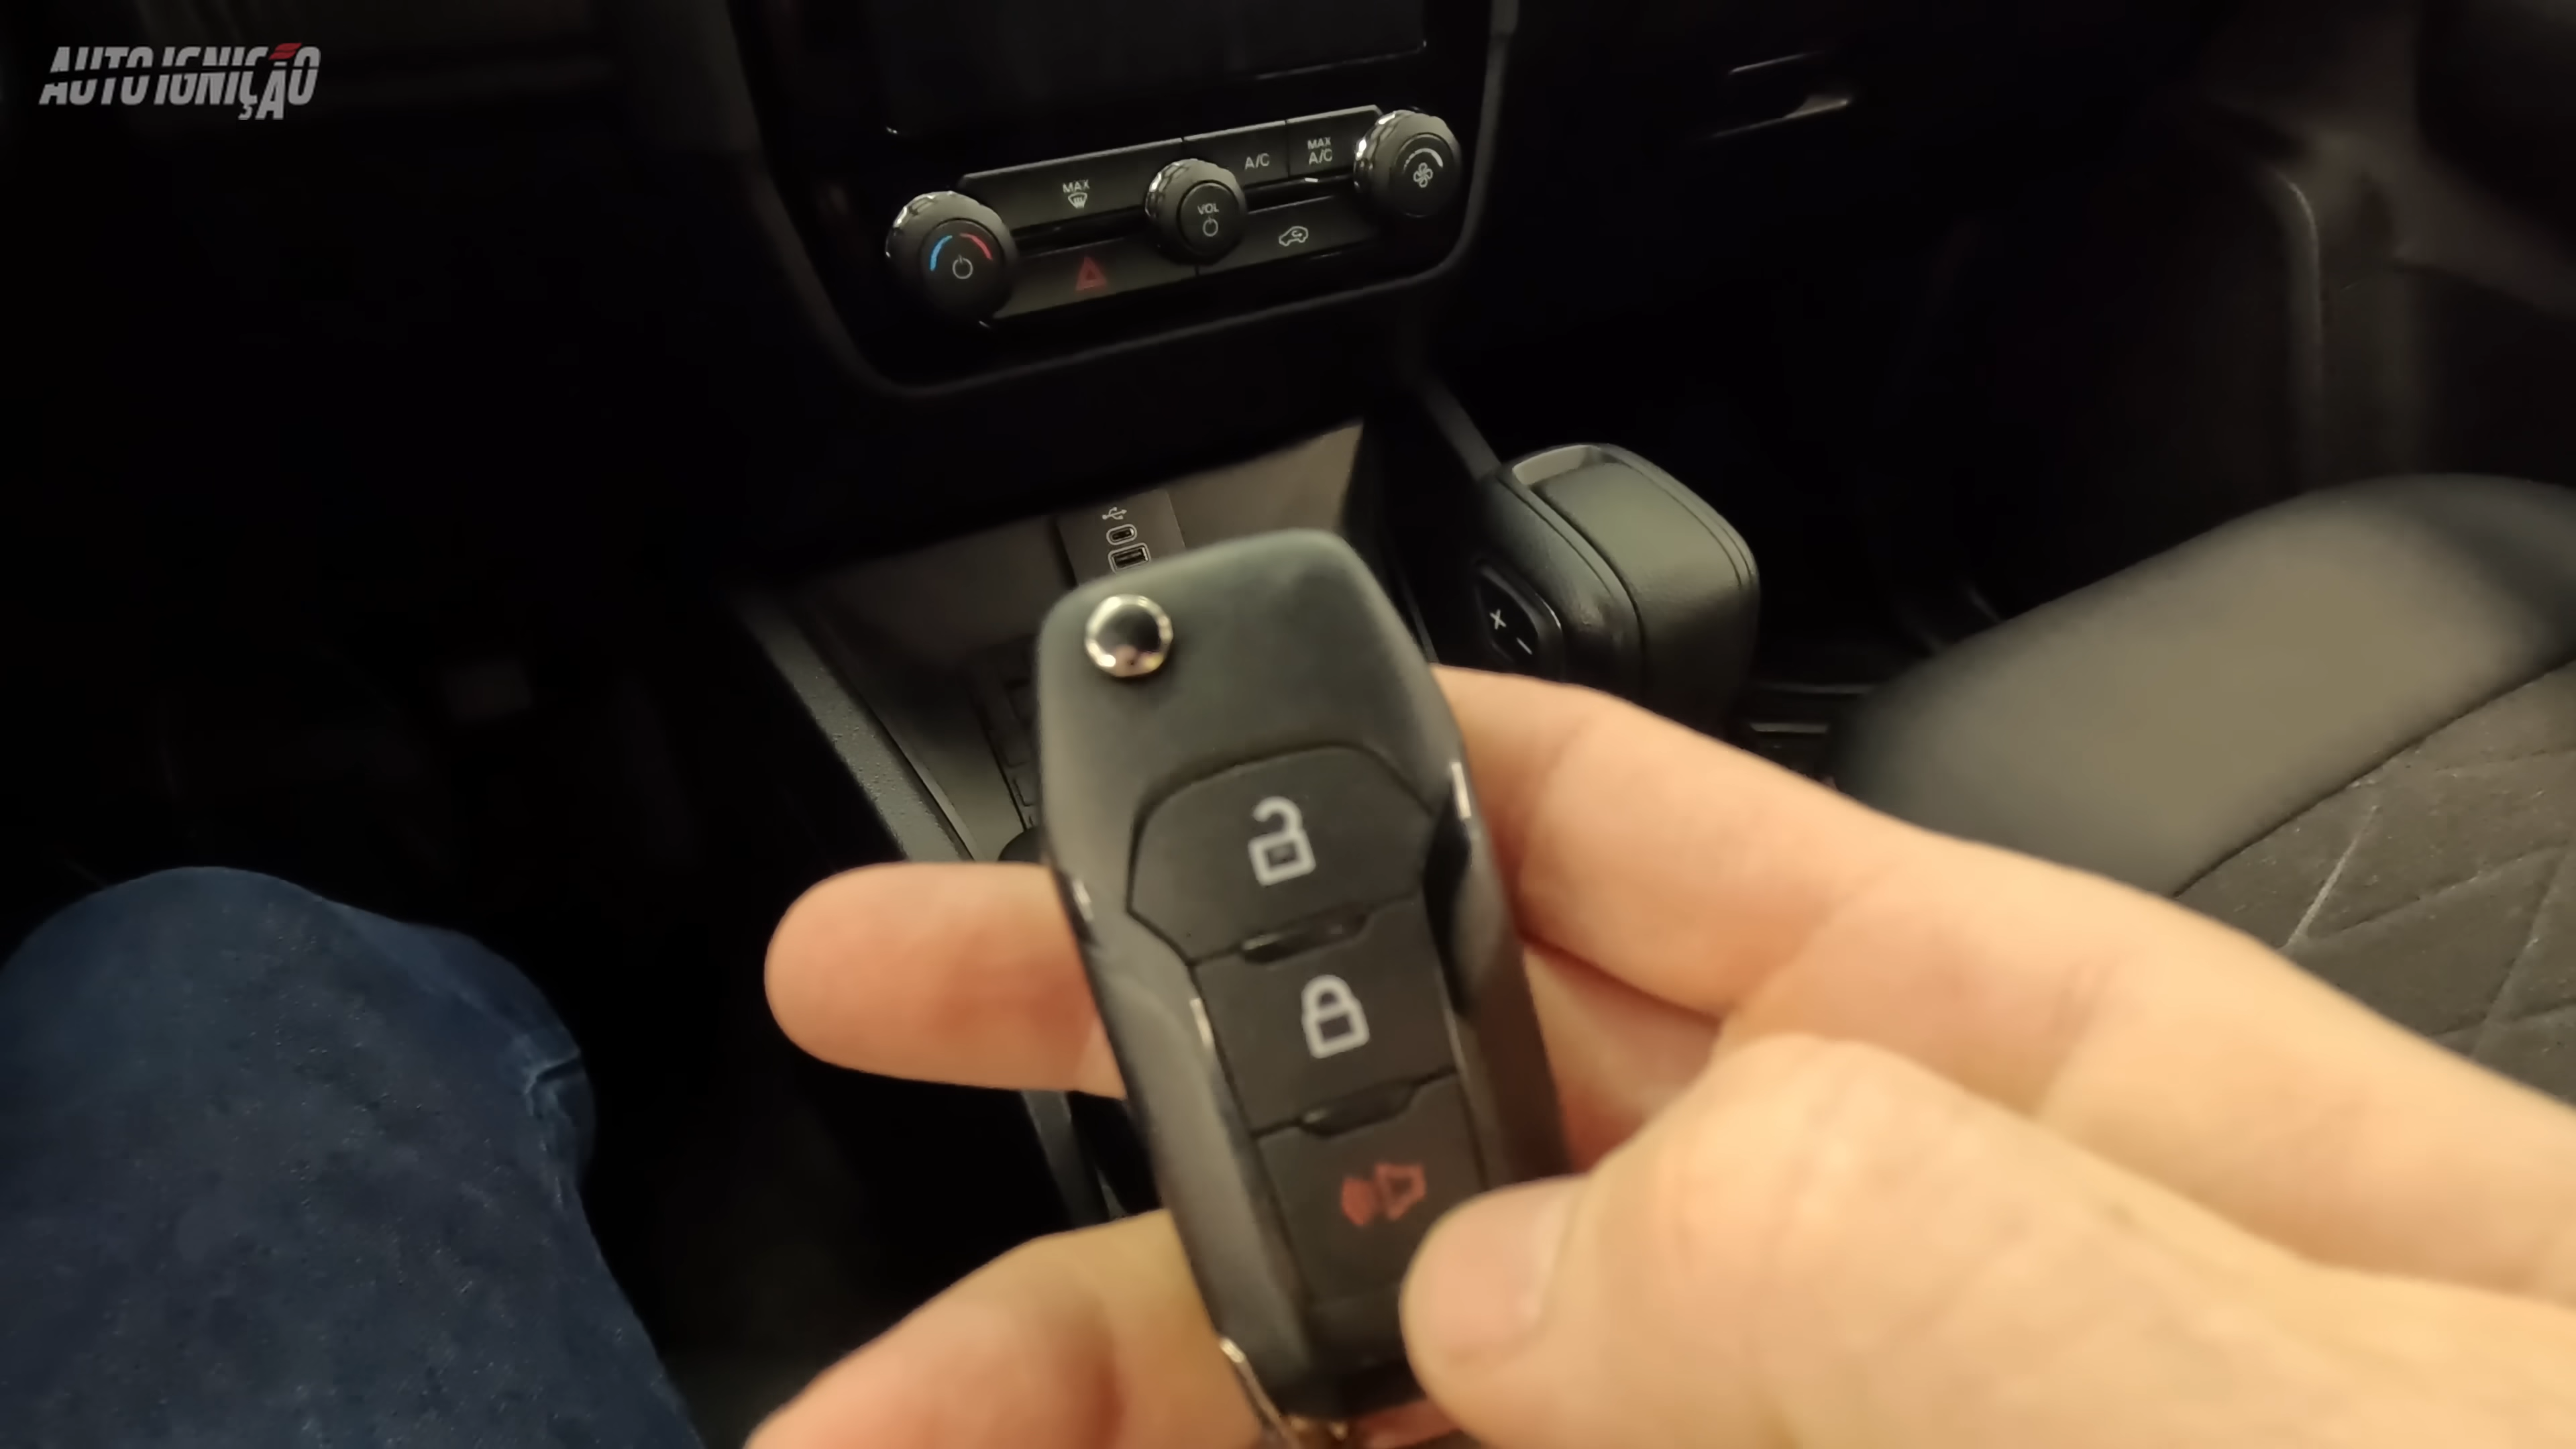 AUTO IGNIÇÃO
MAX
A/C
MAX
A/C
VOL
+
-